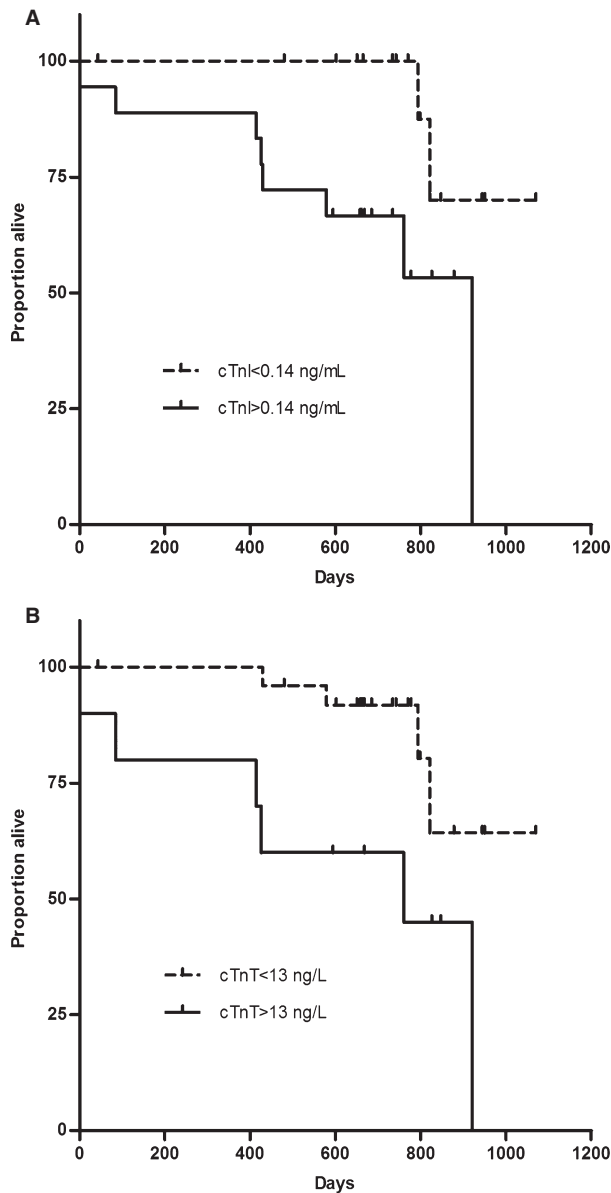 A
100
75
50
25
0
Proportion alive
cTnI<0.14 ng/mL
cTnI>0.14 ng/mL
0 200 400 600 800 1000 1200
Days
B
100
75
50
25
0
Proportion alive
cTnT<13 ng/L
cTnT>13 ng/L
0 200 400 600 800 1000 1200
Days